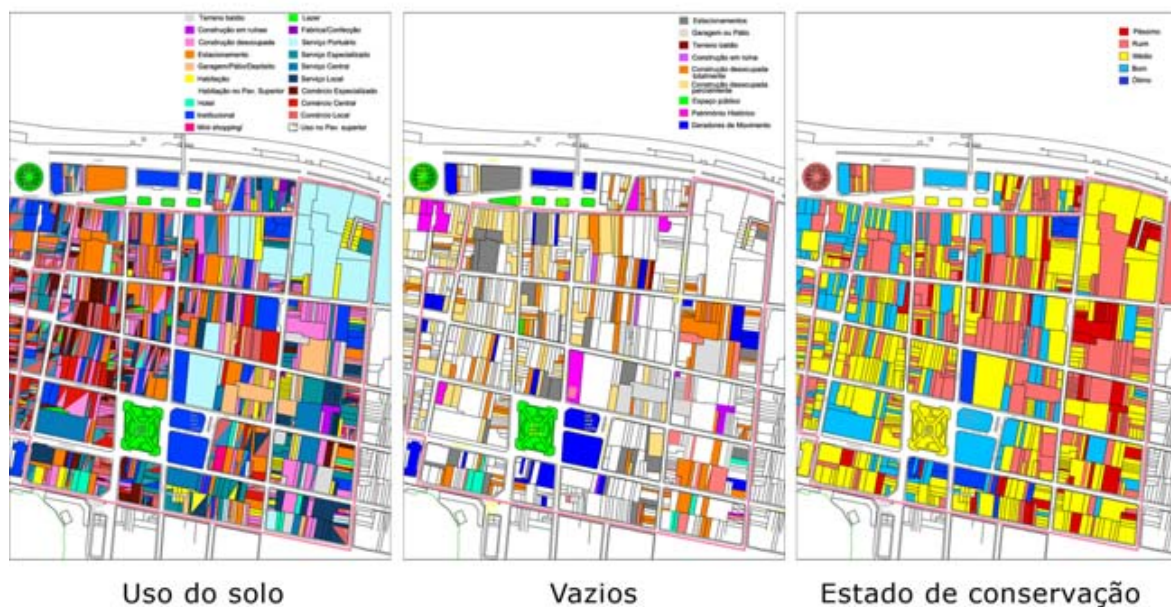 Terreno baldio
Construção em ruínas
Construção desocupada
Estacionamento
Garagem/Pátio/Depósito
Habitação
Habitação no Pav. Superior
Hotel
Institucional
Mini shopping/
Lazer
Fábrica/Confecção
Serviço Portuário
Serviço Especializado
Serviço Central
Serviço Local
Comércio Especializado
Comércio Central
Comércio Local
Uso no Pav. superior
Estacionamentos
Garagem ou Pátio
Terreno baldio
Construção em ruína
Construção desocupada
totalmente
Construção desocupada
parcialmente
Espaço público
Patrimônio Histórico
Geradores de Movimento
Péssimo
Ruim
Médio
Bom
Ótimo
Uso do solo
Vazios
Estado de conservação